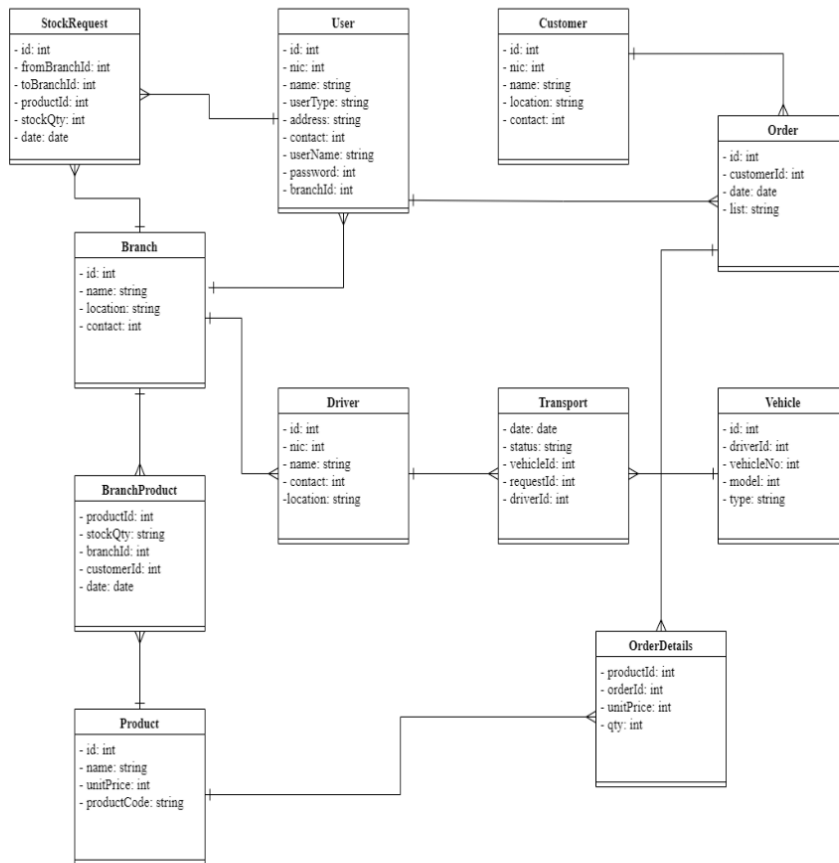 StockRequest
- id: int
- fromBranchId: int
- toBranchId: int
- productId: int
- stockQty: int
- date: date
User
- id: int
- nic: int
- name: string
- userType: string
- address: string
- contact: int
- userName: string
- password: int
- branchId: int
Customer
- id: int
- nic: int
- name: string
- location: string
- contact: int
Order
- id: int
- customerId: int
- date: date
- list: string
Branch
- id: int
- name: string
- location: string
- contact: int
Driver
- id: int
- nic: int
- name: string
- contact: int
-location: string
Transport
- date: date
- status: string
- vehicleId: int
- requestId: int
- driverId: int
Vehicle
- id: int
- driverId: int
- vehicleNo: int
- model: int
- type: string
BranchProduct
- productId: int
- stockQty: string
- branchId: int
- customerId: int
- date: date
OrderDetails
- productId: int
- orderId: int
- unitPrice: int
- qty: int
Product
- id: int
- name: string
- unitPrice: int
- productCode: string